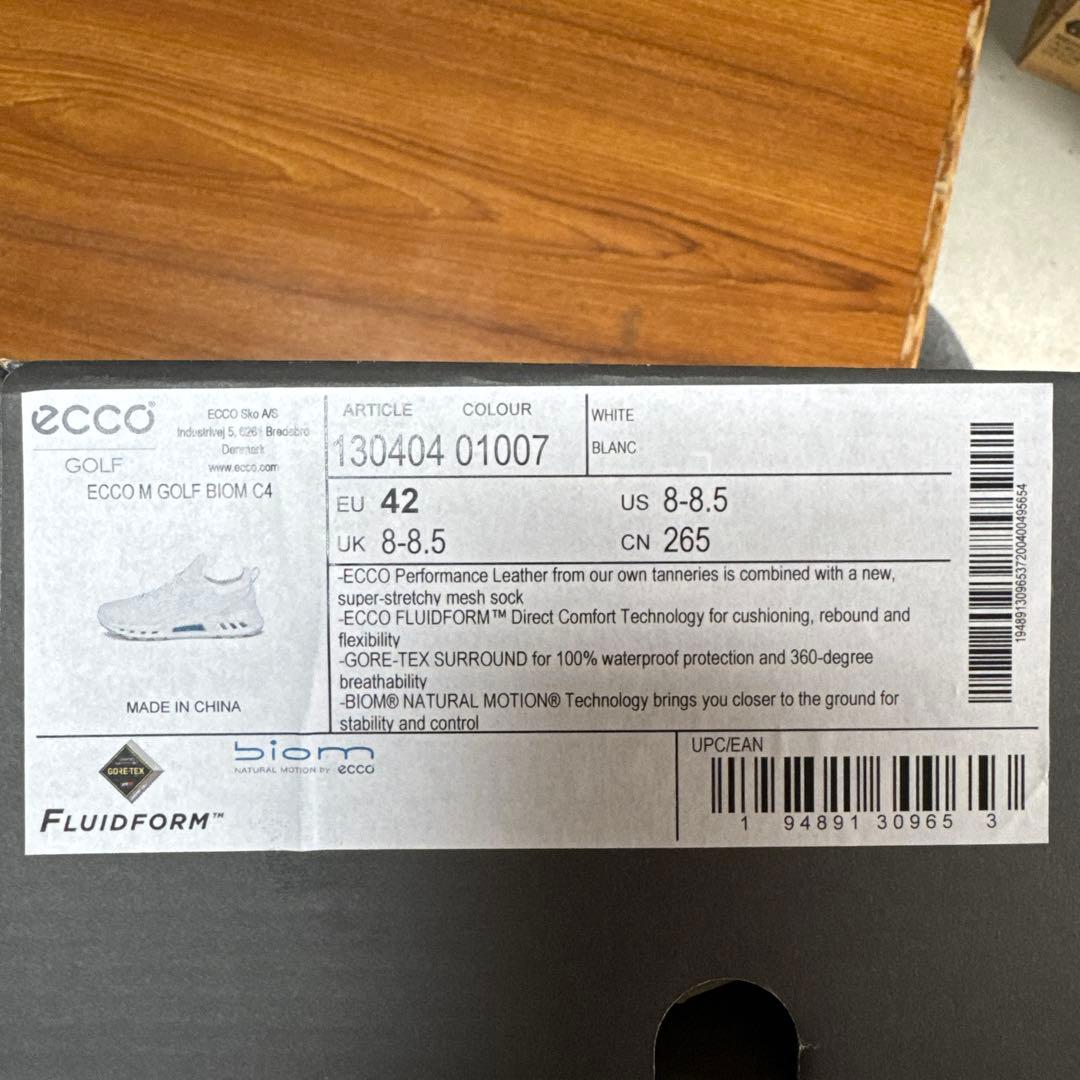 ecco®
GOLF
ECCO Sko A/S
Industrivej 5, 6261 Bredebro
Denmark
www.ecco.com
ECCO M GOLF BIOM C4
MADE IN CHINA
ARTICLE COLOUR
130404 01007
WHITE
BLANC
EU 42
US 8-8.5
UK 8-8.5
CN 265
-ECCO Performance Leather from our own tanneries is combined with a new,
super-stretchy mesh sock
-ECCO FLUIDFORM™ Direct Comfort Technology for cushioning, rebound and
flexibility
-GORE-TEX SURROUND for 100% waterproof protection and 360-degree
breathability
-BIOM® NATURAL MOTION® Technology brings you closer to the ground for
stability and control
1948913096537200400495654
GORE-TEX
biom
NATURAL MOTION BY ecco
FLUIDFORM™
UPC/EAN
1 94891 30965 3